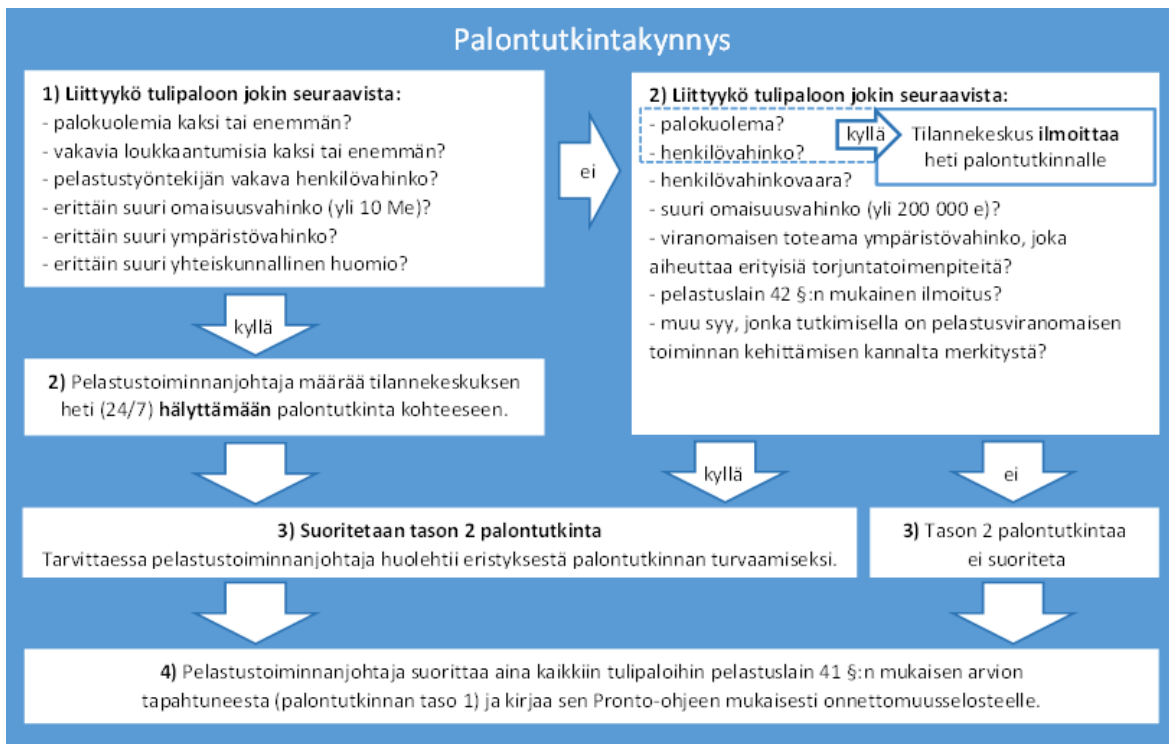 Palontutkintakynnys
1) Liittyykö tulipaloon jokin seuraavista:
- palokuolemia kaksi tai enemmän?
- vakavia loukkaantumisia kaksi tai enemmän?
- pelastustyöntekijän vakava henkilövahinko?
- erittäin suuri omaisuusvahinko (yli 10 Me)?
- erittäin suuri ympäristövahinko?
- erittäin suuri yhteiskunnallinen huomio?
ei
2) Liittyykö tulipaloon jokin seuraavista:
- palokuolema?
- henkilövahinko?
kyllä
Tilannekeskus ilmoittaa
heti palontutkinnalle
- henkilövahinkovaara?
- suuri omaisuusvahinko (yli 200 000 e)?
- viranomaisen toteama ympäristövahinko, joka
aiheuttaa erityisiä torjuntatoimenpiteitä?
- pelastuslain 42 §:n mukainen ilmoitus?
- muu syy, jonka tutkimisella on pelastusviranomaisen
toiminnan kehittämisen kannalta merkitystä?
kyllä
2) Pelastustoiminnanjohtaja määrää tilannekeskuksen
heti (24/7) hälyttämään palontutkinta kohteeseen.
kyllä
ei
3) Suoritetaan tason 2 palontutkinta
Tarvittaessa pelastustoiminnanjohtaja huolehtii eristyksestä palontutkinnan turvaamiseksi.
3) Tason 2 palontutkintaa
ei suoriteta
4) Pelastustoiminnanjohtaja suorittaa aina kaikkiin tulipaloihin pelastuslain 41 §:n mukaisen arvion
tapahtuneesta (palontutkinnan taso 1) ja kirjaa sen Pronto-ohjeen mukaisesti onnettomuusselosteelle.